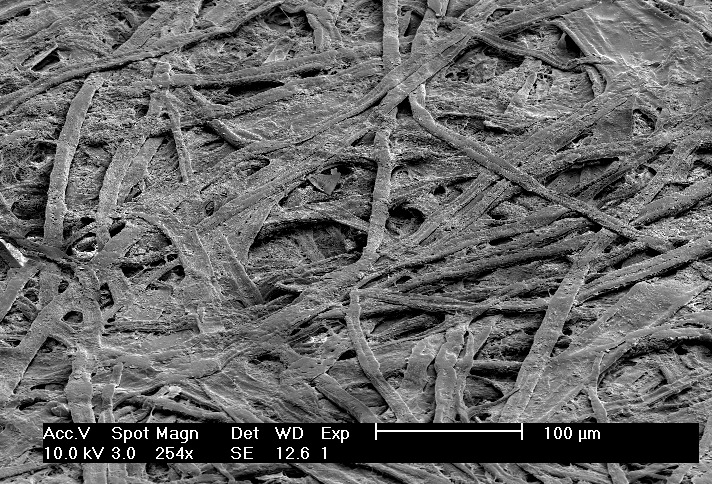 Acc.V Spot Magn Det WD Exp 100 µm
10.0 kV 3.0 254x SE 12.6 1